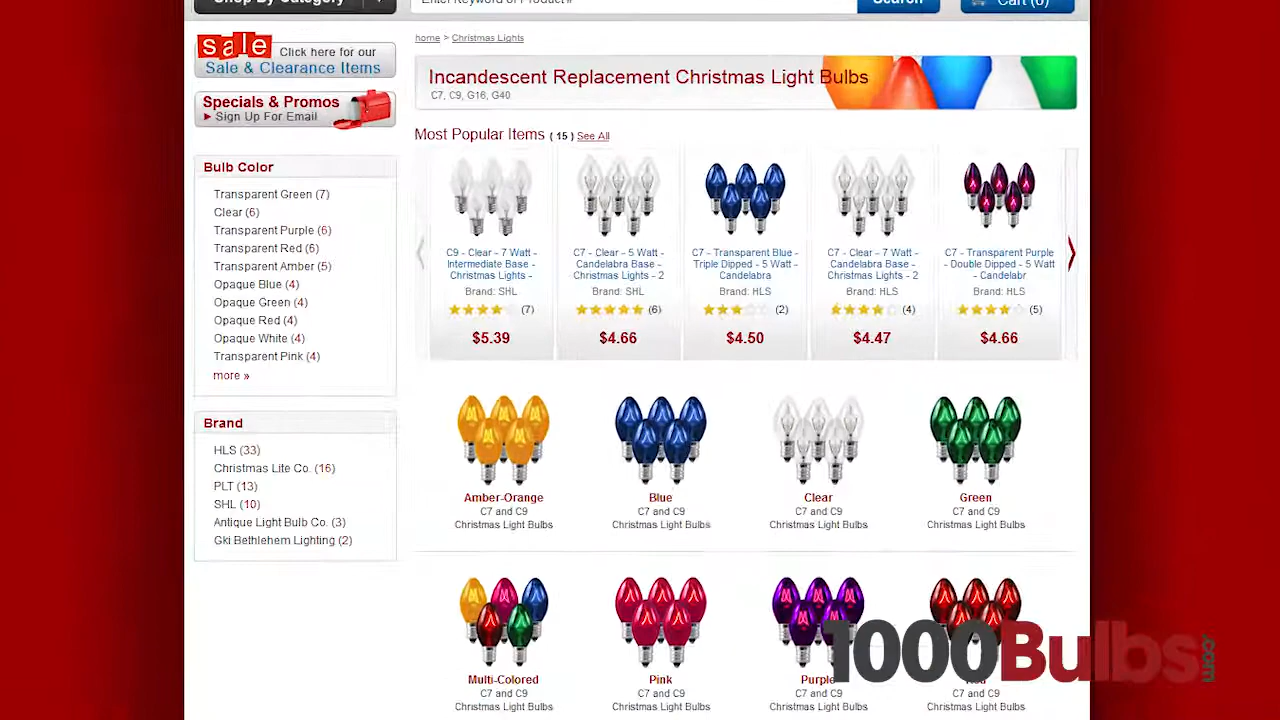 Shop By Category
Enter Keyword or Product#
Search
Cart (0)
sale
Click here for our
Sale & Clearance Items
Specials & Promos
Sign Up For Email
Bulb Color
Transparent Green (7)
Clear (6)
Transparent Purple (6)
Transparent Red (6)
Transparent Amber (5)
Opaque Blue (4)
Opaque Green (4)
Opaque Red (4)
Opaque White (4)
Transparent Pink (4)
more »
Brand
HLS (33)
Christmas Lite Co. (16)
PLT (13)
SHL (10)
Antique Light Bulb Co. (3)
Gki Bethlehem Lighting (2)
home > Christmas Lights
Incandescent Replacement Christmas Light Bulbs
C7, C9, G16, G40
Most Popular Items ( 15 ) See All
C9 - Clear - 7 Watt -
Intermediate Base -
Christmas Lights -
Brand: SHL
(7)
$5.39
C7 - Clear - 5 Watt -
Candelabra Base -
Christmas Lights - 2
Brand: SHL
(6)
$4.66
C7 - Transparent Blue -
Triple Dipped - 5 Watt -
Candelabra
Brand: HLS
(2)
$4.50
C7 - Clear - 7 Watt -
Candelabra Base -
Christmas Lights - 2
Brand: HLS
(4)
$4.47
C7 - Transparent Purple
- Double Dipped - 5 Watt
- Candelabr
Brand: HLS
(5)
$4.66
Amber-Orange
C7 and C9
Christmas Light Bulbs
Blue
C7 and C9
Christmas Light Bulbs
Clear
C7 and C9
Christmas Light Bulbs
Green
C7 and C9
Christmas Light Bulbs
Multi-Colored
C7 and C9
Christmas Light Bulbs
Pink
C7 and C9
Christmas Light Bulbs
Purple
C7 and C9
Christmas Light Bulbs
Red
C7 and C9
Christmas Light Bulbs
1000Bulbs.com